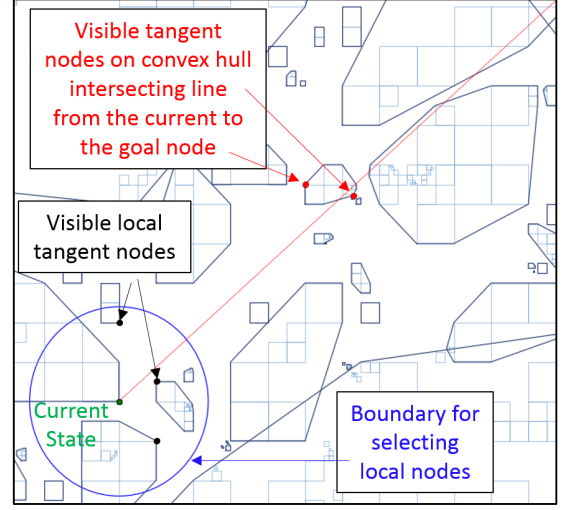 Visible tangent
nodes on convex hull
intersecting line
from the current to
the goal node
Visible local
tangent nodes
Current
State
Boundary for
selecting
local nodes